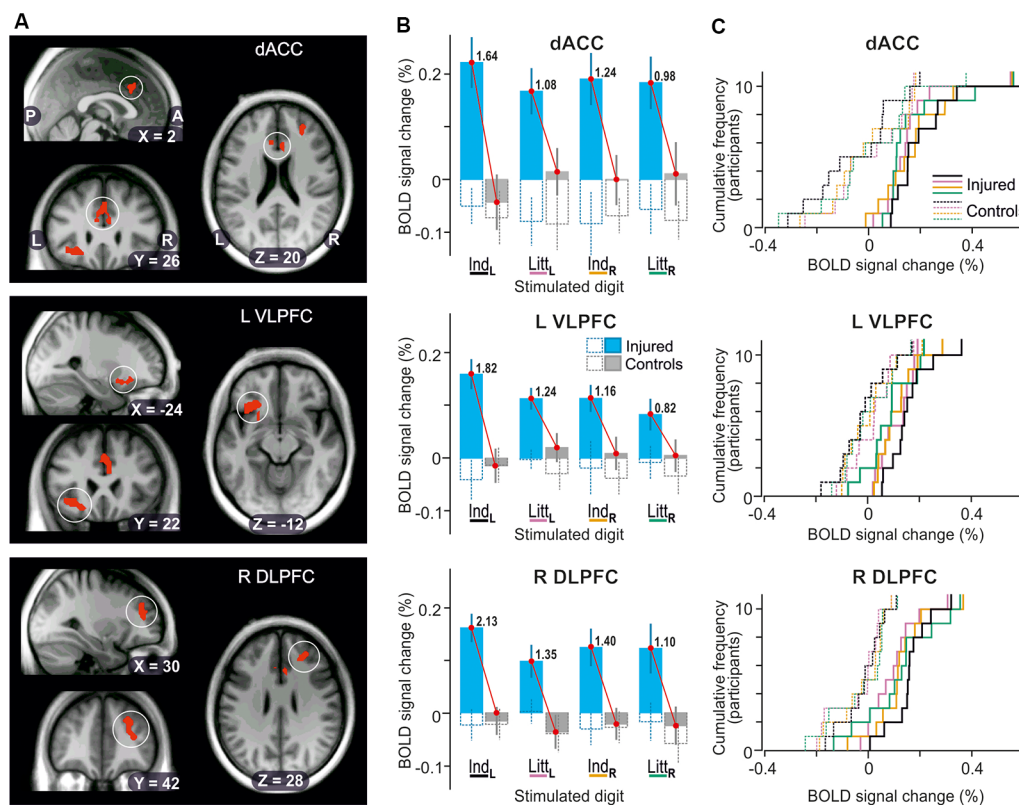 A
dACC
P
A
X = 2
L
R
Y = 26
L
R
Z = 20
L VLPFC
X = -24
Y = 22
Z = -12
R DLPFC
X = 30
Y = 42
Z = 28
B
dACC
BOLD signal change (%)
0.2
0
-0.1
1.64
1.08
1.24
0.98
IndL
LittL
IndR
LittR
Stimulated digit
L VLPFC
BOLD signal change (%)
0.2
0
-0.1
Injured
Controls
1.82
1.24
1.16
0.82
IndL
LittL
IndR
LittR
Stimulated digit
R DLPFC
BOLD signal change (%)
0.2
0
-0.1
2.13
1.35
1.40
1.10
IndL
LittL
IndR
LittR
Stimulated digit
C
dACC
Cumulative frequency
(participants)
10
0
Injured
Controls
-0.4
0
0.4
BOLD signal change (%)
L VLPFC
Cumulative frequency
(participants)
10
0
-0.4
0
0.4
BOLD signal change (%)
R DLPFC
Cumulative frequency
(participants)
10
0
-0.4
0
0.4
BOLD signal change (%)